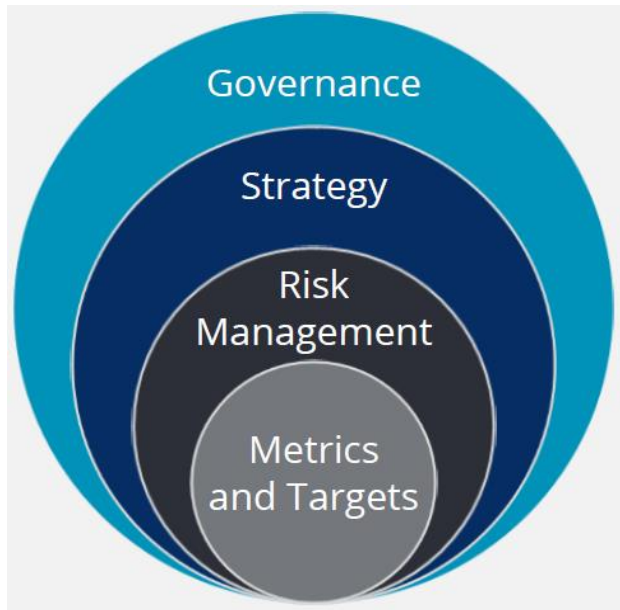 Governance
Strategy
Risk
Management
Metrics
and Targets